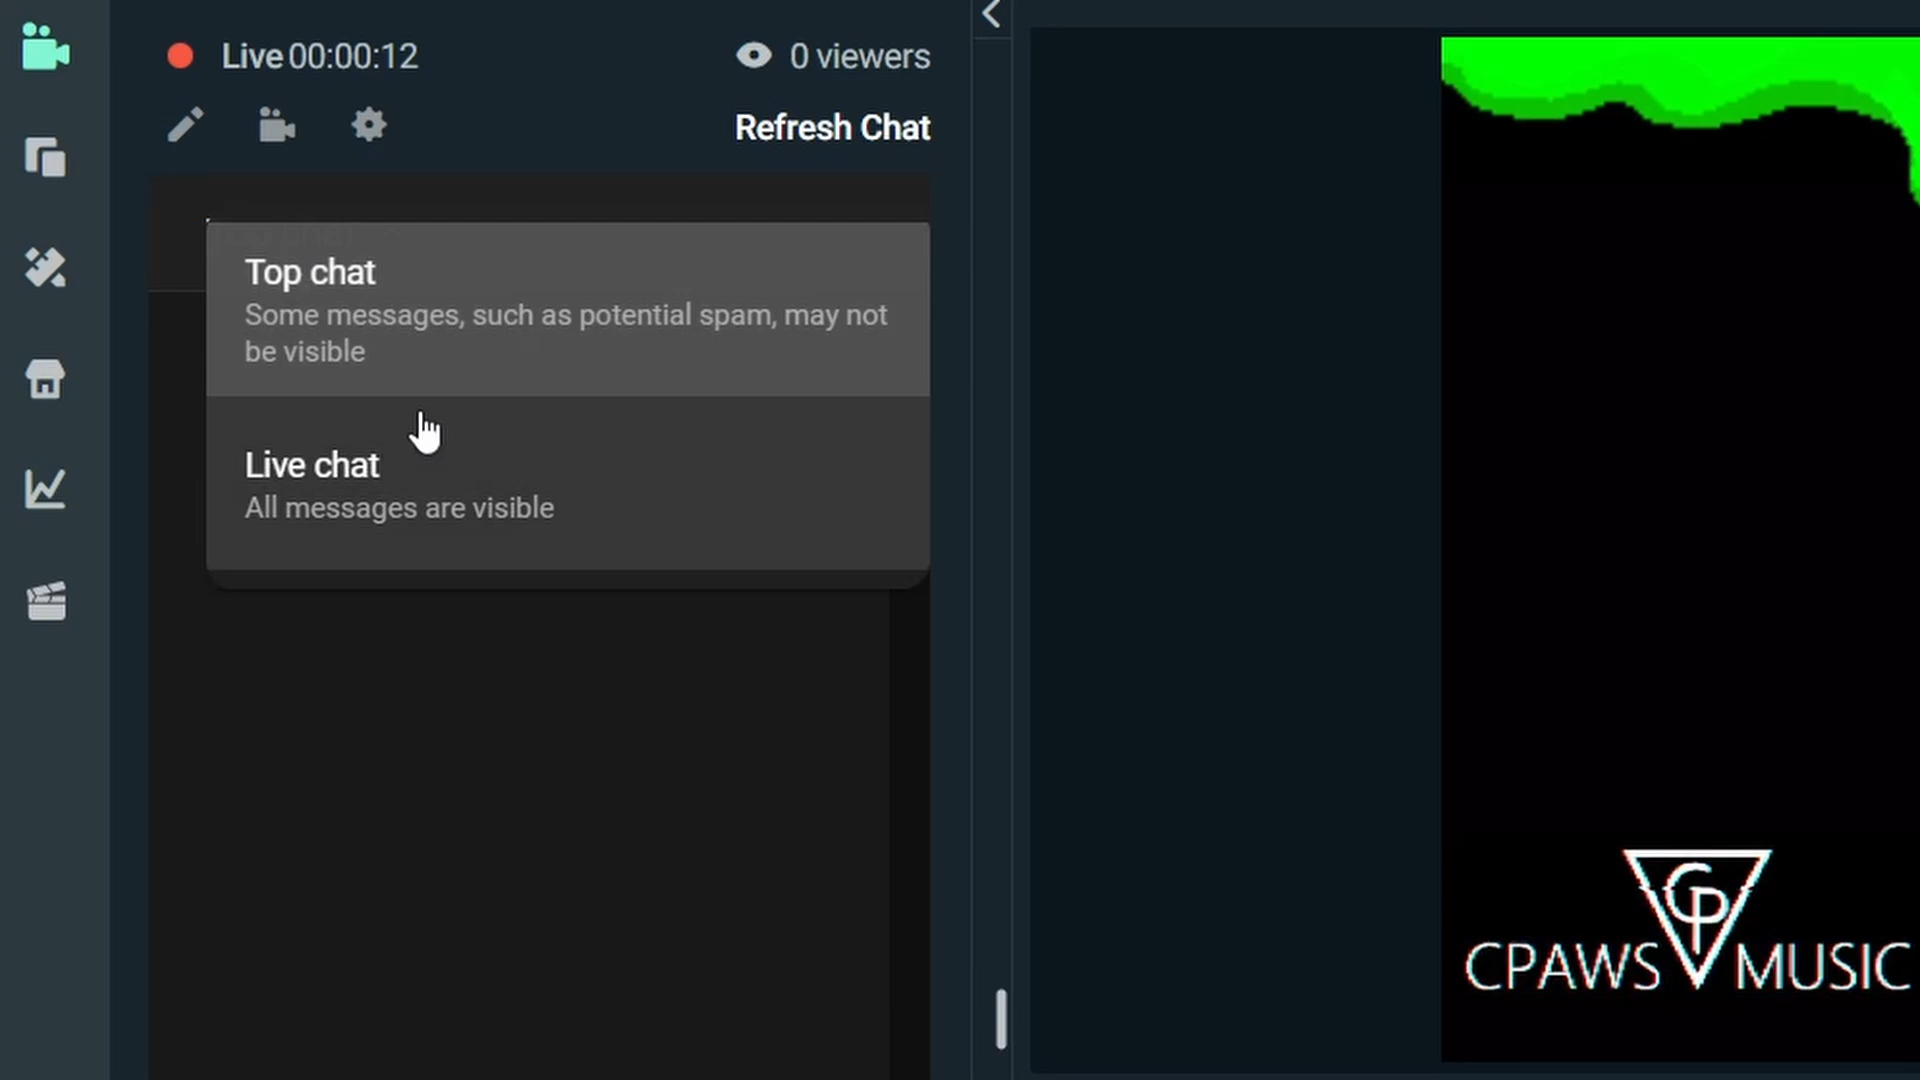 Live 00:00:12
0 viewers
Refresh Chat
Top chat
Some messages, such as potential spam, may not
be visible
Live chat
All messages are visible
CP
CPAWS MUSIC